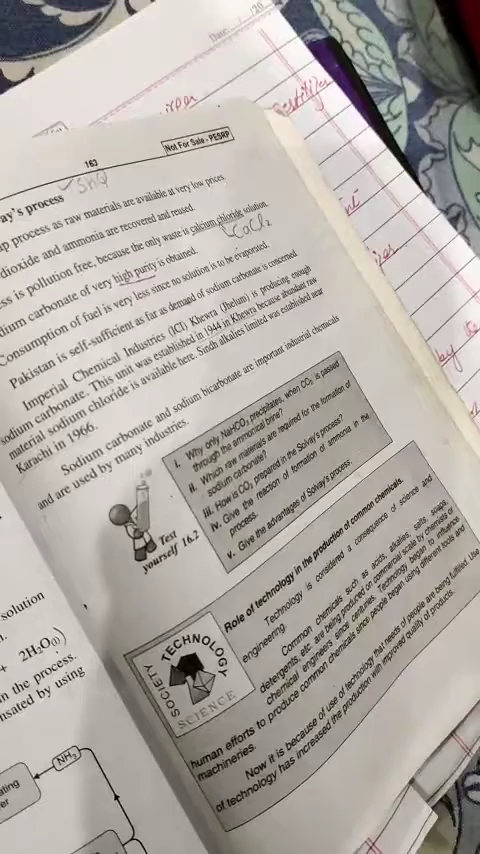 Date:
163
Not For Sale - PESRP
SHQ
ay's process
p process as raw materials are available at very low prices.
dioxide and ammonia are recovered and reused.
ss is pollution free, because the only waste is calcium chloride solution.
CaCl2
dium carbonate of very high purity is obtained.
Consumption of fuel is very less since no solution is to be evaporated.
Pakistan is self-sufficient as far as demand of sodium carbonate is concerned.
Imperial Chemical Industries (ICI) Khewra (Jhelum) is producing enough
sodium carbonate. This unit was established in 1944 in Khewra because abundant raw
material sodium chloride is available here. Sindh alkalies limited was established near
Karachi in 1966.
Sodium carbonate and sodium bicarbonate are important industrial chemicals
and are used by many industries.
Test
yourself 16.2
i. Why only NaHCO3 precipitates, when CO2 is passed
through the ammonical brine?
ii. Which raw materials are required for the formation of
sodium carbonate?
iii. How is CO2 prepared in the Solvay's process?
iv. Give the reaction of formation of ammonia in the
process.
v. Give the advantages of Solvay's process.
SOCIETY TECHNOLOGY
SCIENCE
Role of technology in the production of common chemicals.
Technology is considered a consequence of science and
engineering.
Common chemicals such as acids, alkalies, salts, soaps,
detergents, etc. are being produced on commercial scale by chemists or
chemical engineers since centuries. Technology began to influence
human efforts to produce common chemicals since people began using different tools and
machineries.
Now it is because of use of technology that needs of people are being fulfilled. Use
of technology has increased the production with improved quality of products.
solution
+ 2H2O(l))
n the process.
nsated by using
NH3
ating
er